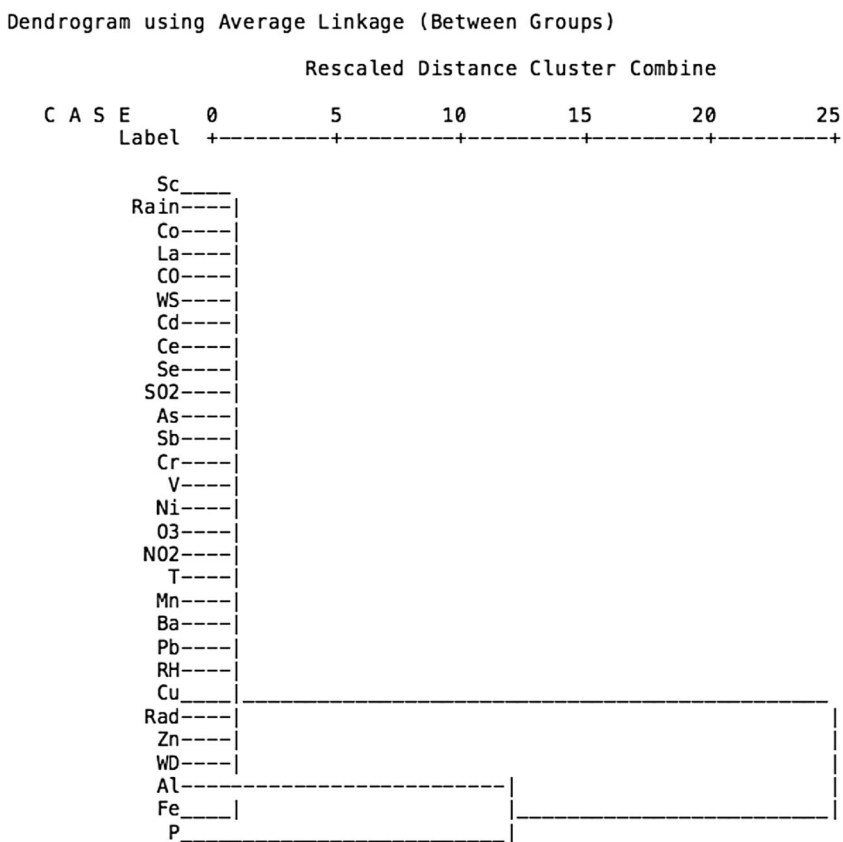 Dendrogram using Average Linkage (Between Groups)
Rescaled Distance Cluster Combine
C A S E 0 5 10 15 20 25
Label +---------+---------+---------+---------+---------+
Sc
Rain
Co
La
CO
WS
Cd
Ce
Se
SO2
As
Sb
Cr
V
Ni
O3
NO2
T
Mn
Ba
Pb
RH
Cu
Rad
Zn
WD
Al
Fe
P